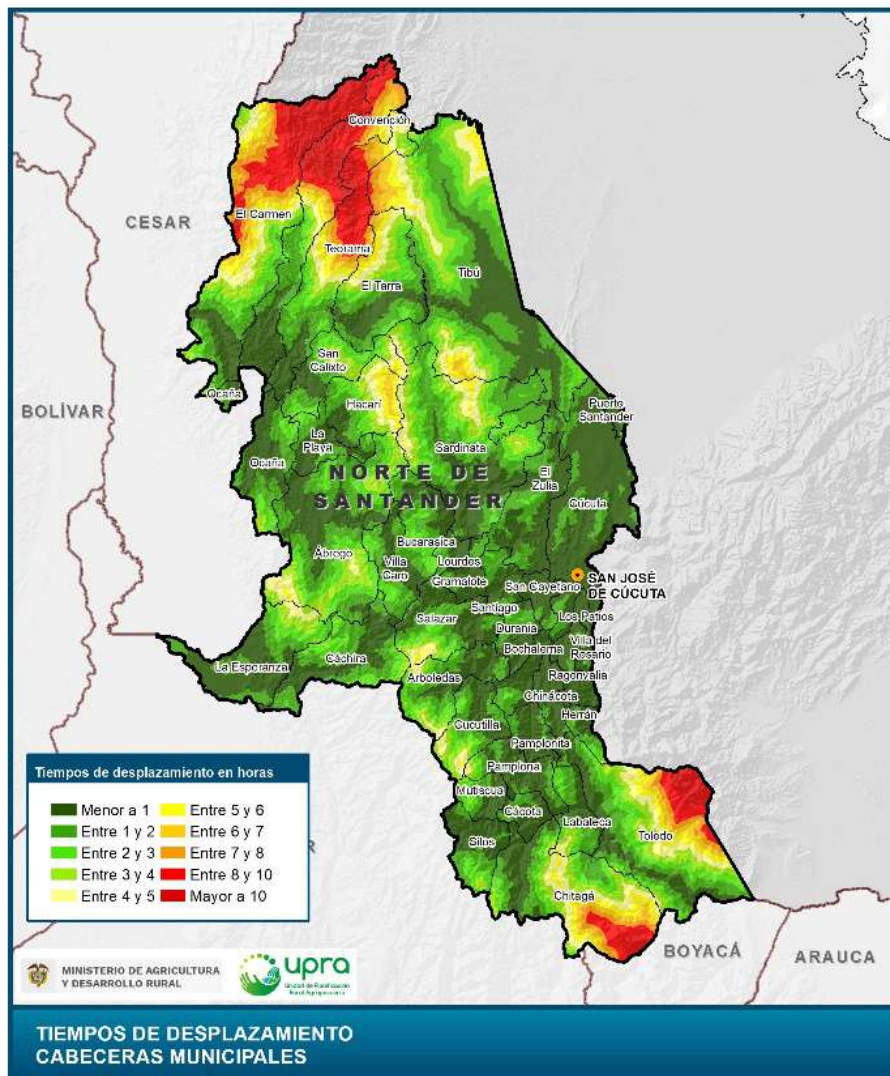 Convención
CESAR
El Carmen
Teorama
Tibú
El Tarra
San
Calixto
Ocaña
BOLÍVAR
Hacarí
Puerto
Santander
La
Playa
Sardinata
Ocaña
NORTE DE
SANTANDER
El
Zulia
Cúcuta
Ábrego
Bucarasica
Villa
Caro
Lourdes
Gramalote
San Cayetano
SAN JOSÉ
DE CÚCUTA
Santiago
Salazar
Los Patios
Durania
Villa del
Rosario
Bochalema
La Esperanza
Cáchira
Arboledas
Ragonvalia
Chinácota
Herrán
Cucutilla
Pamplonita
Pamplona
Mutiscua
Cácota
Labateca
Toledo
Silos
Chitagá
BOYACÁ
ARAUCA
Tiempos de desplazamiento en horas
Menor a 1
Entre 1 y 2
Entre 2 y 3
Entre 3 y 4
Entre 4 y 5
Entre 5 y 6
Entre 6 y 7
Entre 7 y 8
Entre 8 y 10
Mayor a 10
MINISTERIO DE AGRICULTURA
Y DESARROLLO RURAL
upra
Unidad de Planificación
Rural Agropecuaria
TIEMPOS DE DESPLAZAMIENTO
CABECERAS MUNICIPALES